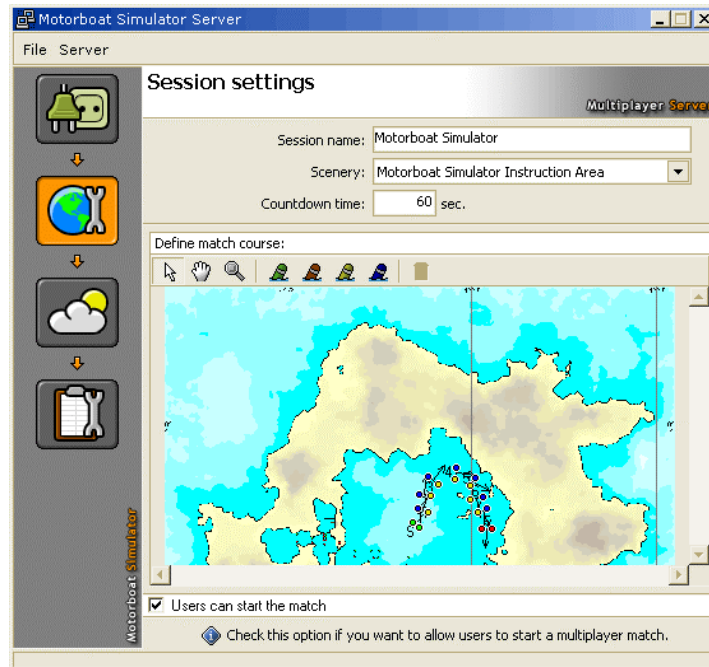 Motorboat Simulator Server
File Server
Session settings
Multiplayer Server
Session name: Motorboat Simulator
Scenery: Motorboat Simulator Instruction Area
Countdown time: 60 sec.
Define match course:
4
S
Motorboat Simulator
Users can start the match
Check this option if you want to allow users to start a multiplayer match.